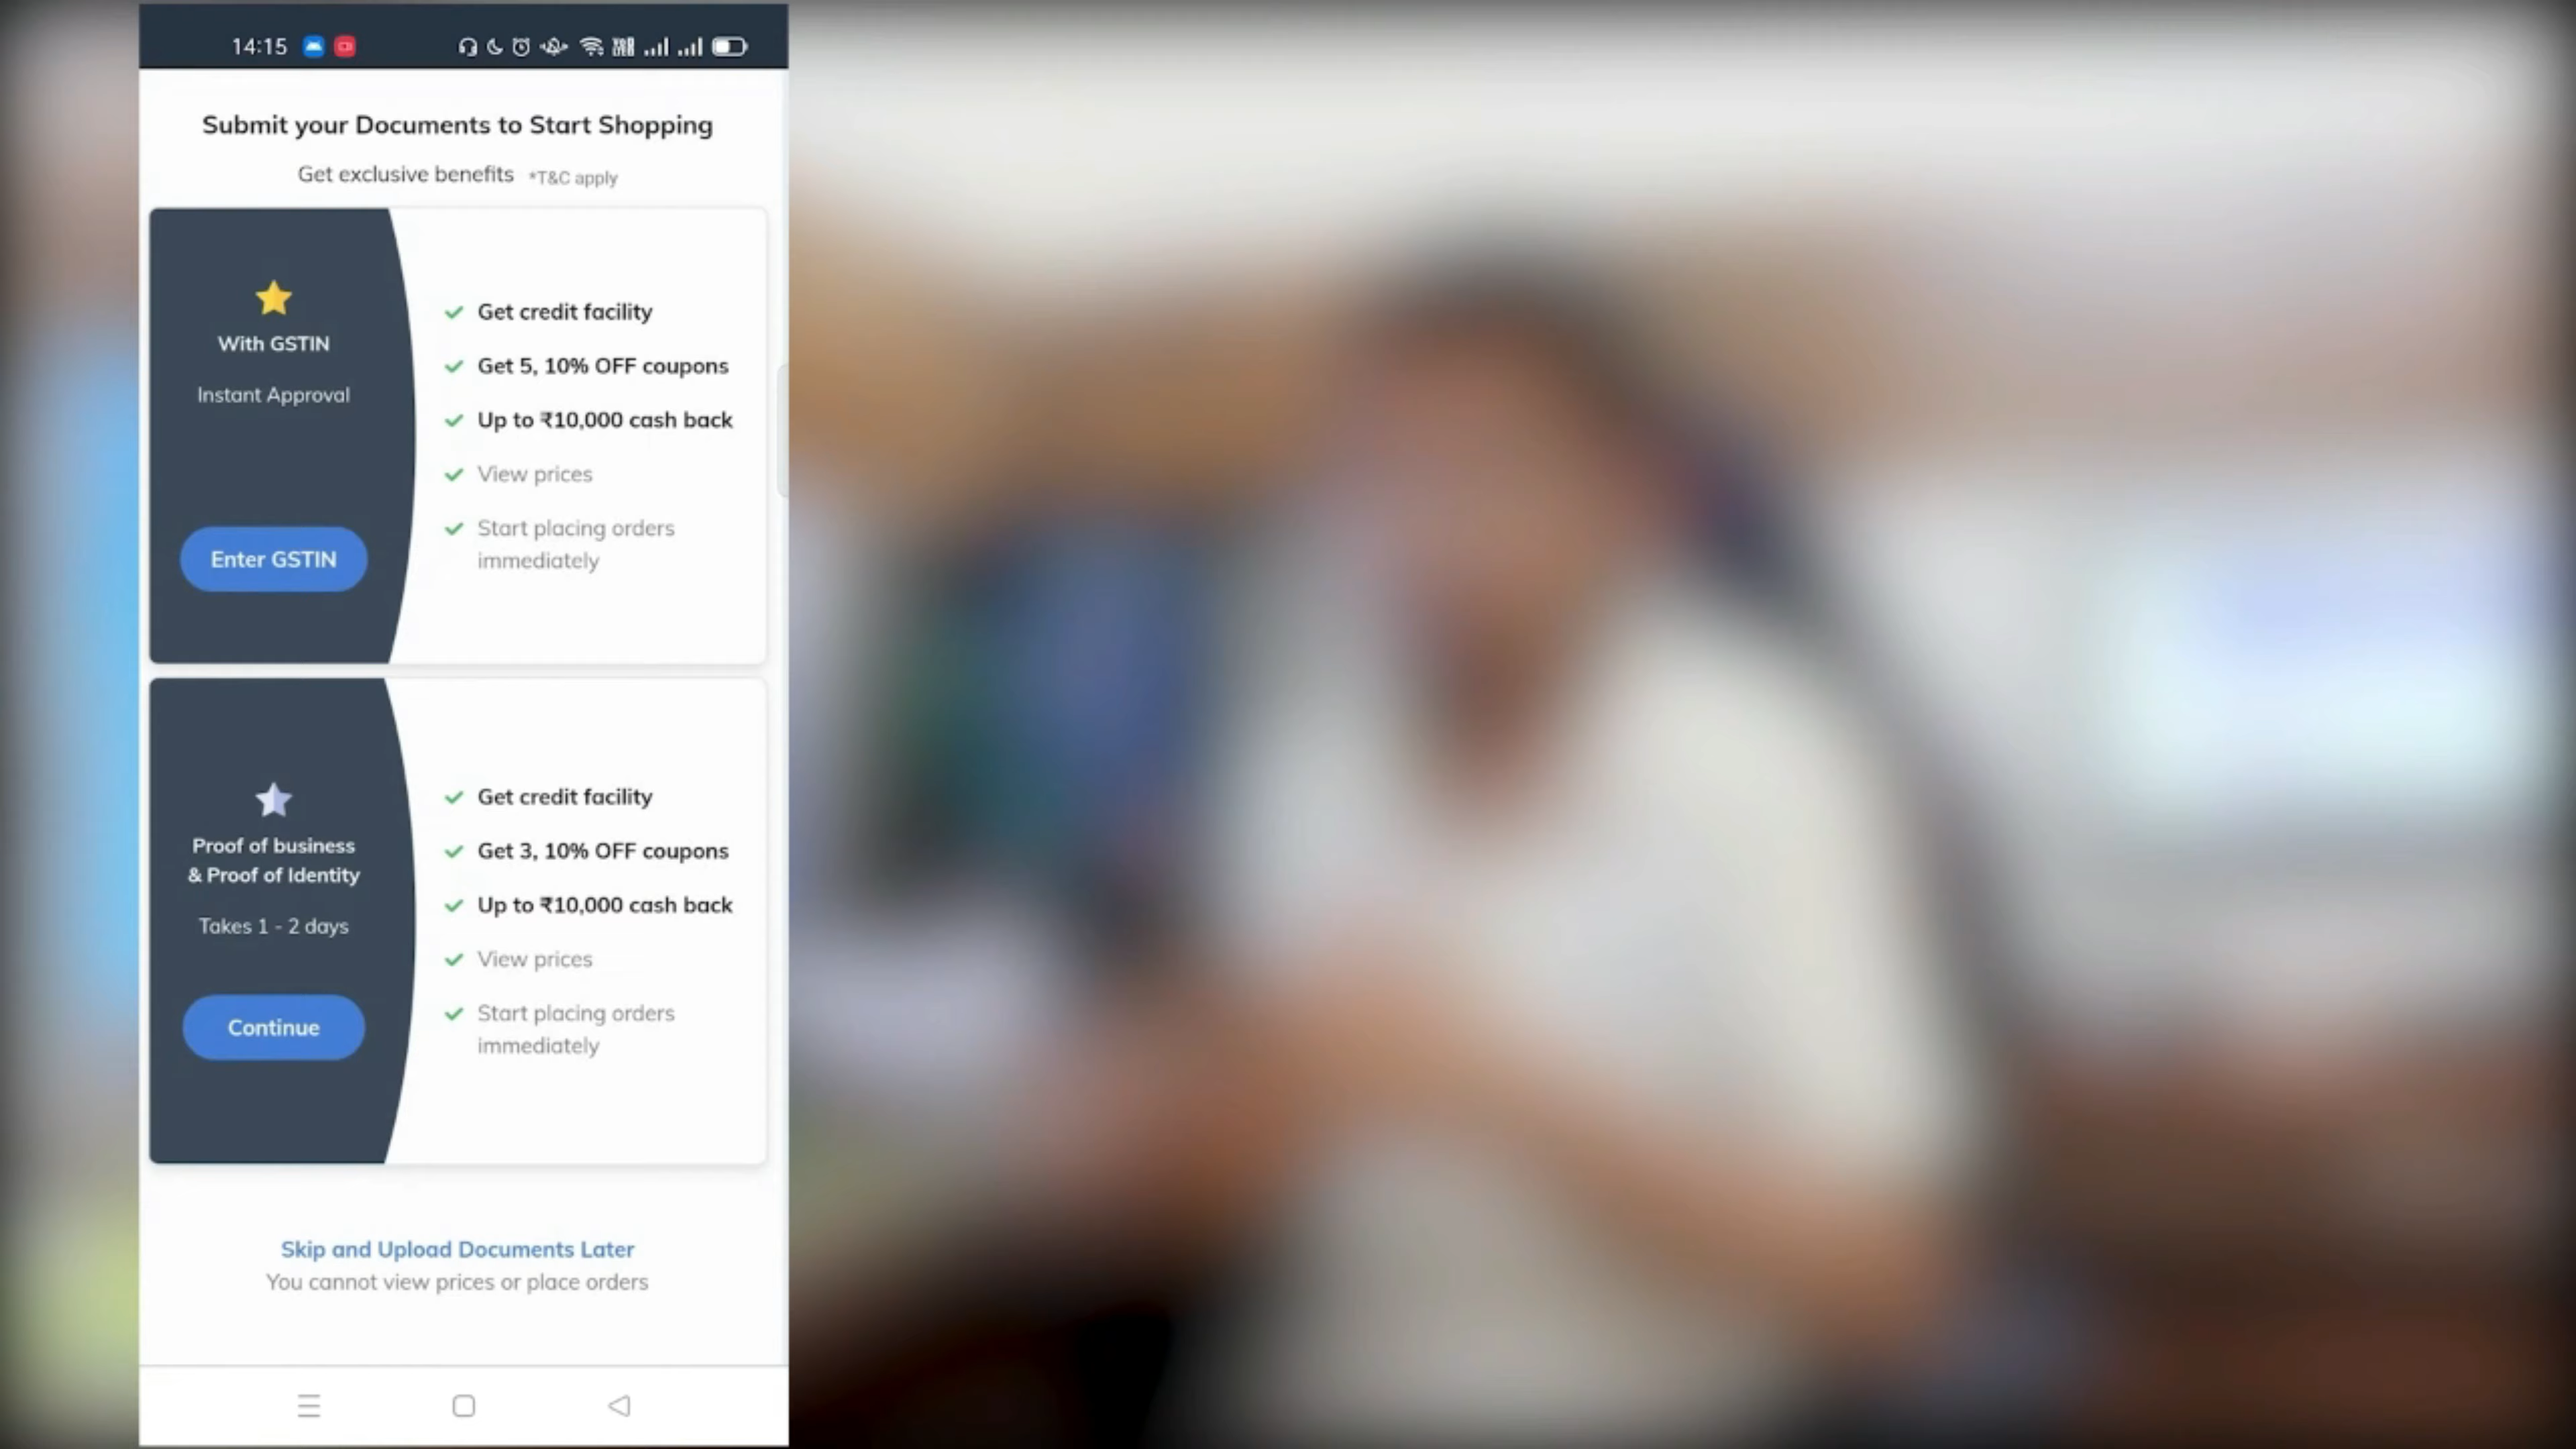 14:15
Submit your Documents to Start Shopping
Get exclusive benefits *T&C apply
With GSTIN
Instant Approval
Enter GSTIN
Get credit facility
Get 5, 10% OFF coupons
Up to ₹10,000 cash back
View prices
Start placing orders
immediately
Proof of business
& Proof of Identity
Takes 1 - 2 days
Continue
Get credit facility
Get 3, 10% OFF coupons
Up to ₹10,000 cash back
View prices
Start placing orders
immediately
Skip and Upload Documents Later
You cannot view prices or place orders